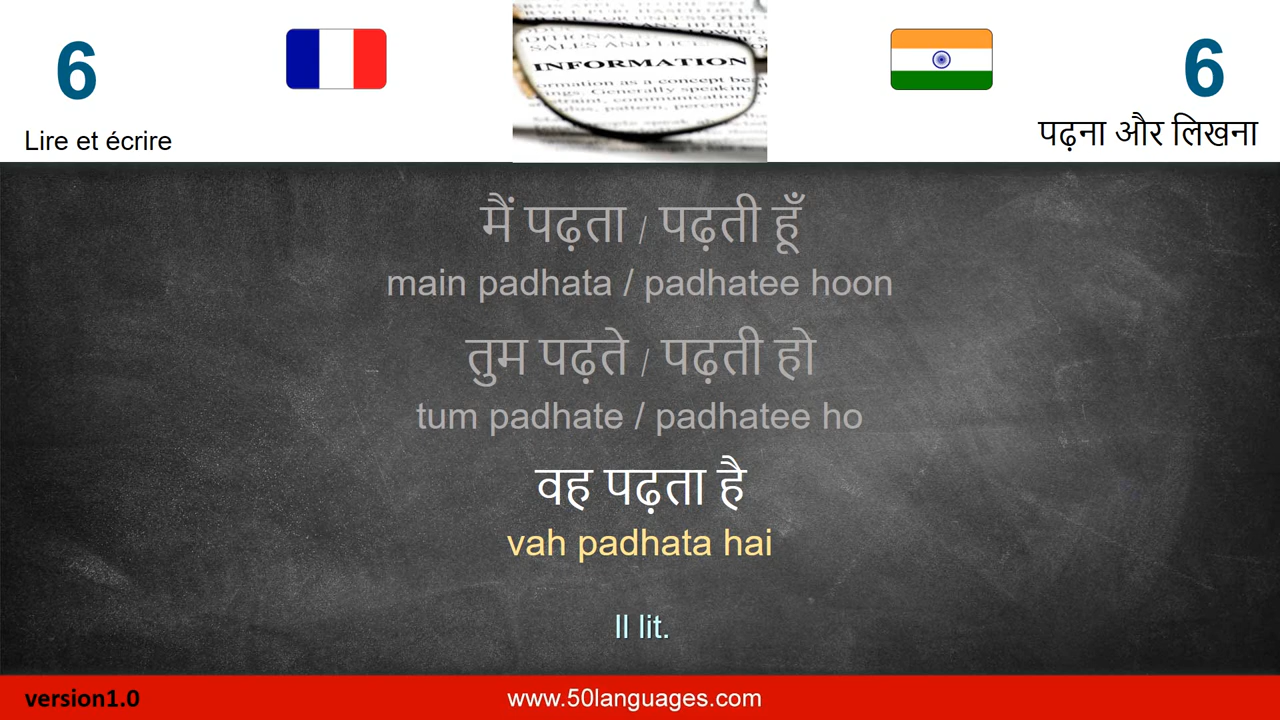 6
6
Lire et écrire
पढ़ना और लिखना
INFORMATION
मैं पढ़ता / पढ़ती हूँ
main padhata / padhatee hoon
तुम पढ़ते / पढ़ती हो
tum padhate / padhatee ho
वह पढ़ता है
vah padhata hai
Il lit.
version1.0
www.50languages.com